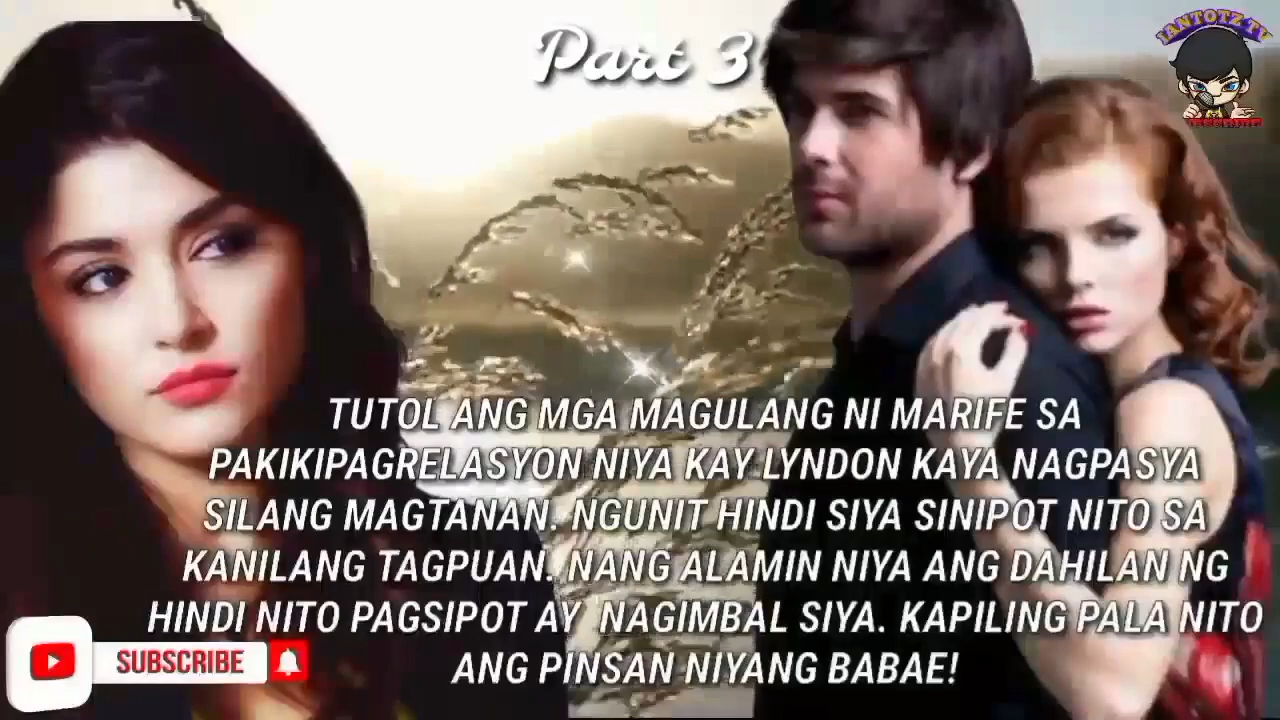 Part 3
IANTOTZ TV
TUTOL ANG MGA MAGULANG NI MARIFE SA
PAKIKIPAGRELASYON NIYA KAY LYNDON KAYA NAGPASYA
SILANG MAGTANAN. NGUNIT HINDI SIYA SINIPOT NITO SA
KANILANG TAGPUAN. NANG ALAMIN NIYA ANG DAHILAN NG
HINDI NITO PAGSIPOT AY NAGIMBAL SIYA. KAPILING PALA NITO
ANG PINSAN NIYANG BABAE!
SUBSCRIBE